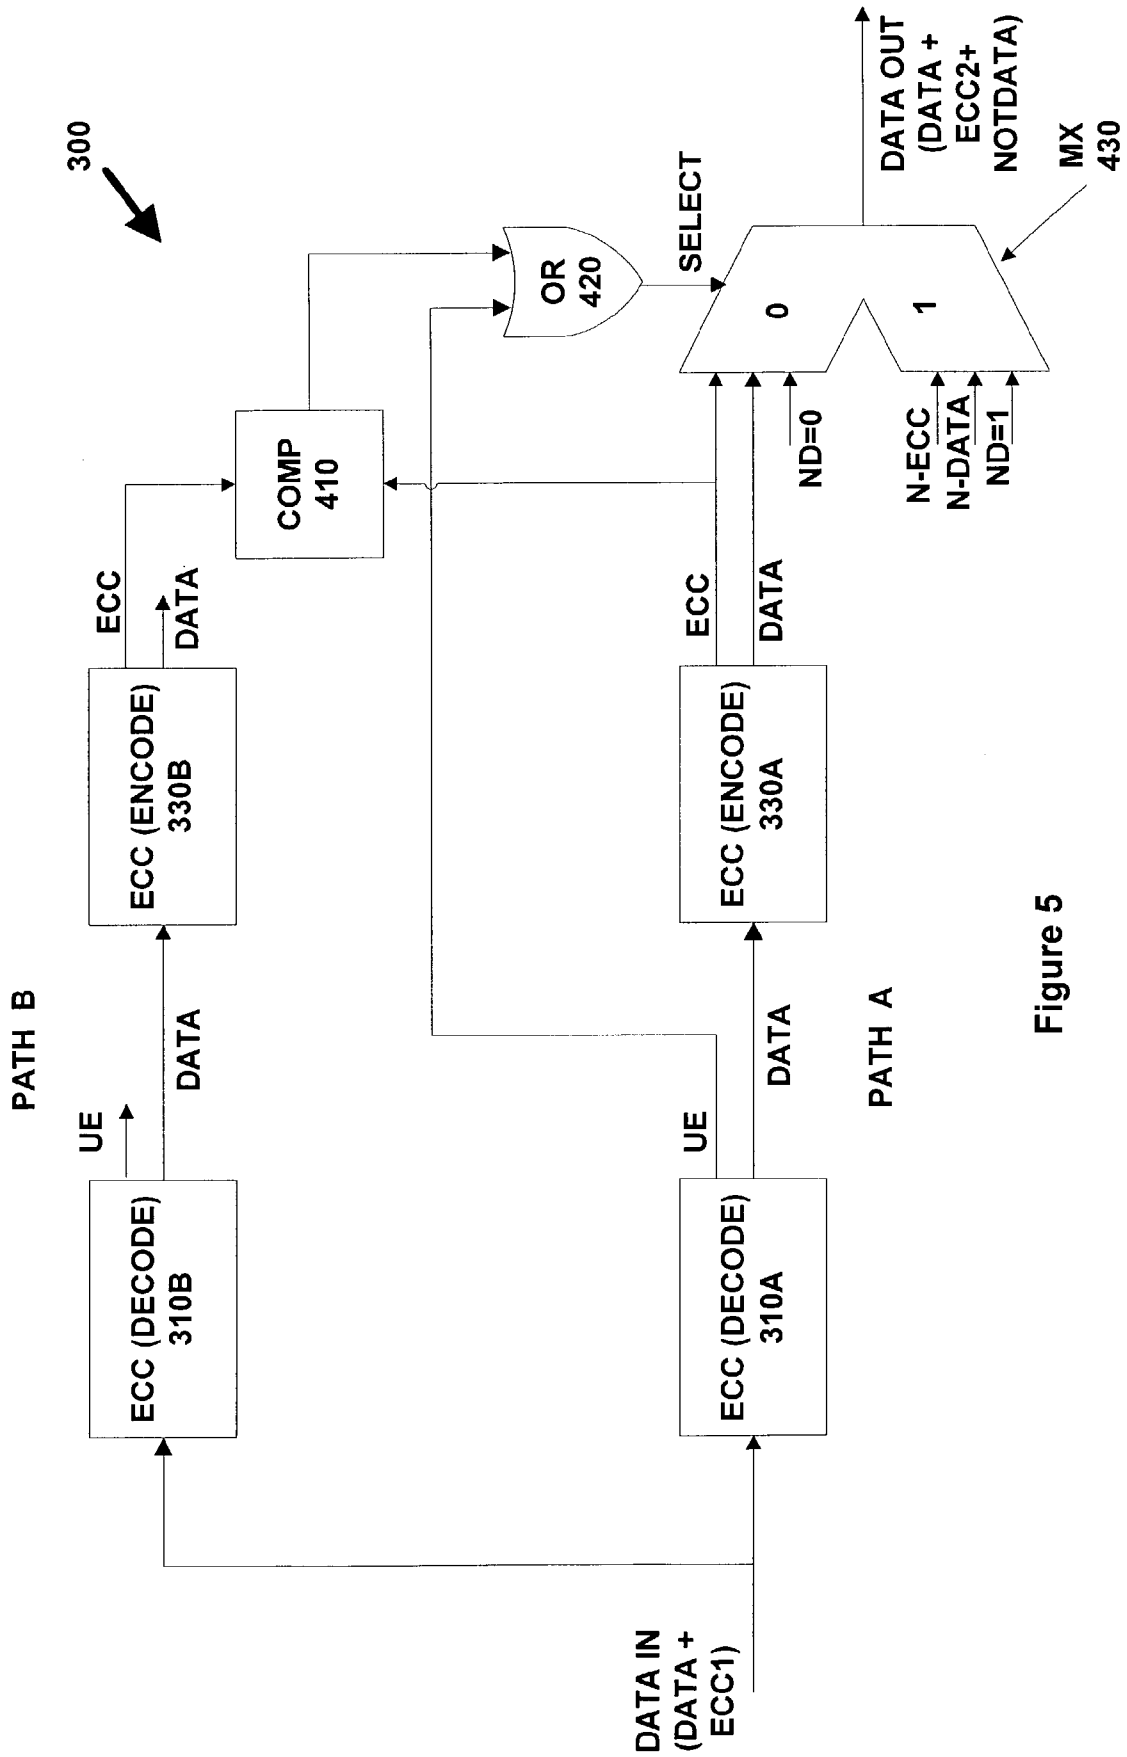 300
PATH B
UE
ECC
ECC (DECODE)
310B
DATA
ECC (ENCODE)
330B
DATA
COMP
410
OR
420
SELECT
DATA IN
(DATA +
ECC1)
UE
ECC (DECODE)
310A
DATA
ECC (ENCODE)
330A
ECC
DATA
ND=0
0
1
N-ECC
N-DATA
ND=1
DATA OUT
(DATA +
ECC2+
NOTDATA)
MX
430
PATH A
Figure 5